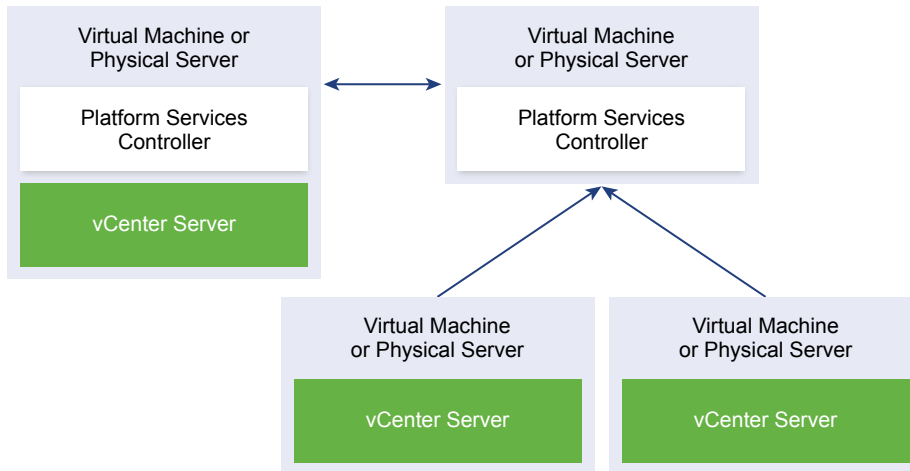 Virtual Machine or
Physical Server
Platform Services
Controller
vCenter Server
Virtual Machine
or Physical Server
Platform Services
Controller
Virtual Machine
or Physical Server
vCenter Server
Virtual Machine
or Physical Server
vCenter Server